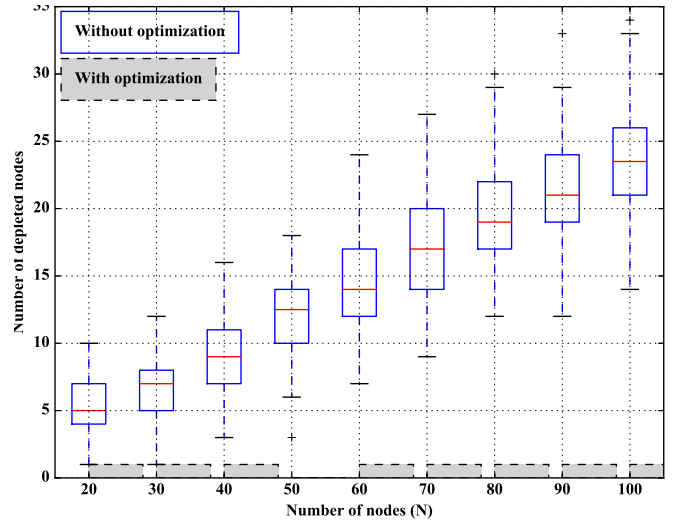 35
Without optimization
With optimization
30
25
20
15
10
5
0
Number of depleted nodes
20 30 40 50 60 70 80 90 100
Number of nodes (N)